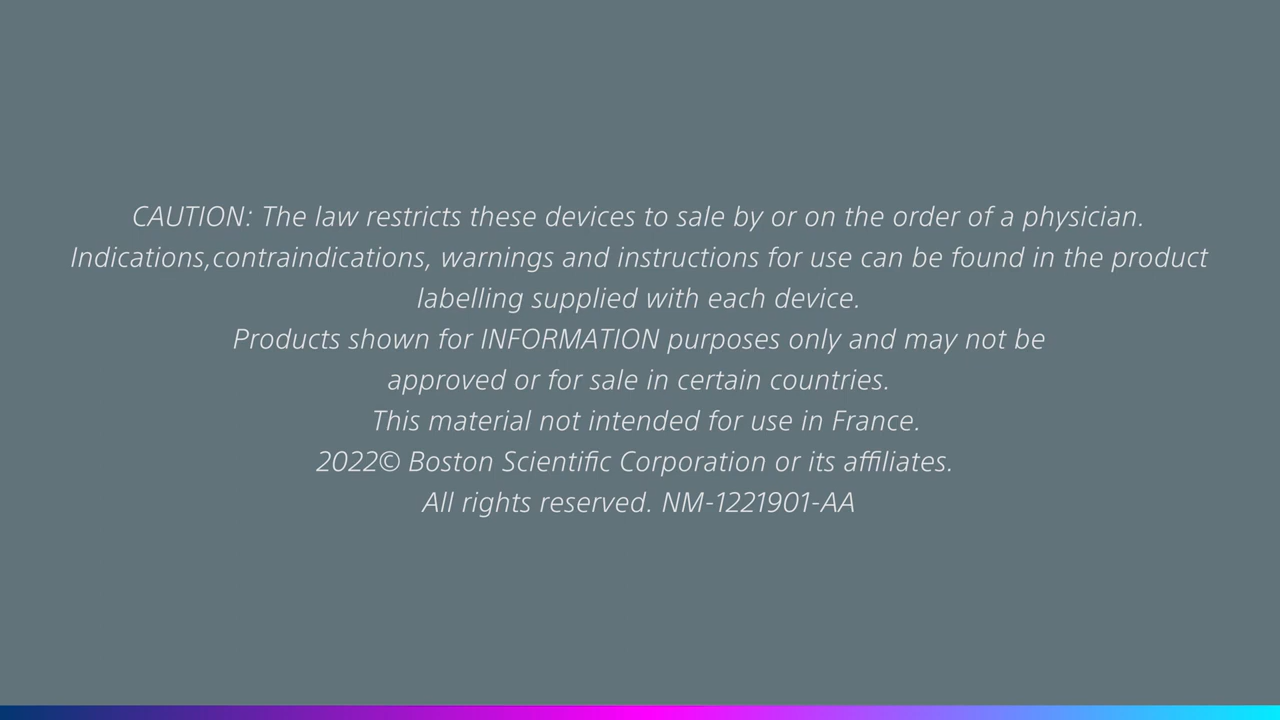 CAUTION: The law restricts these devices to sale by or on the order of a physician.
Indications,contraindications, warnings and instructions for use can be found in the product
labelling supplied with each device.
Products shown for INFORMATION purposes only and may not be
approved or for sale in certain countries.
This material not intended for use in France.
2022© Boston Scientific Corporation or its affiliates.
All rights reserved. NM-1221901-AA